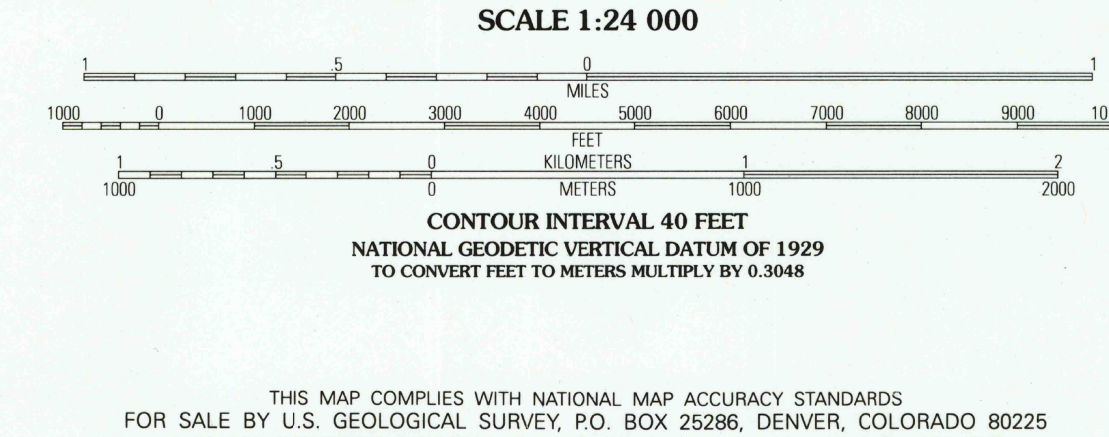 SCALE 1:24 000
1 .5 0 1
MILES
1000 0 1000 2000 3000 4000 5000 6000 7000 8000 9000 10
FEET
1 .5 0 KILOMETERS 1 2
1000 0 METERS 1000 2000
CONTOUR INTERVAL 40 FEET
NATIONAL GEODETIC VERTICAL DATUM OF 1929
TO CONVERT FEET TO METERS MULTIPLY BY 0.3048
THIS MAP COMPLIES WITH NATIONAL MAP ACCURACY STANDARDS
FOR SALE BY U.S. GEOLOGICAL SURVEY, P.O. BOX 25286, DENVER, COLORADO 80225